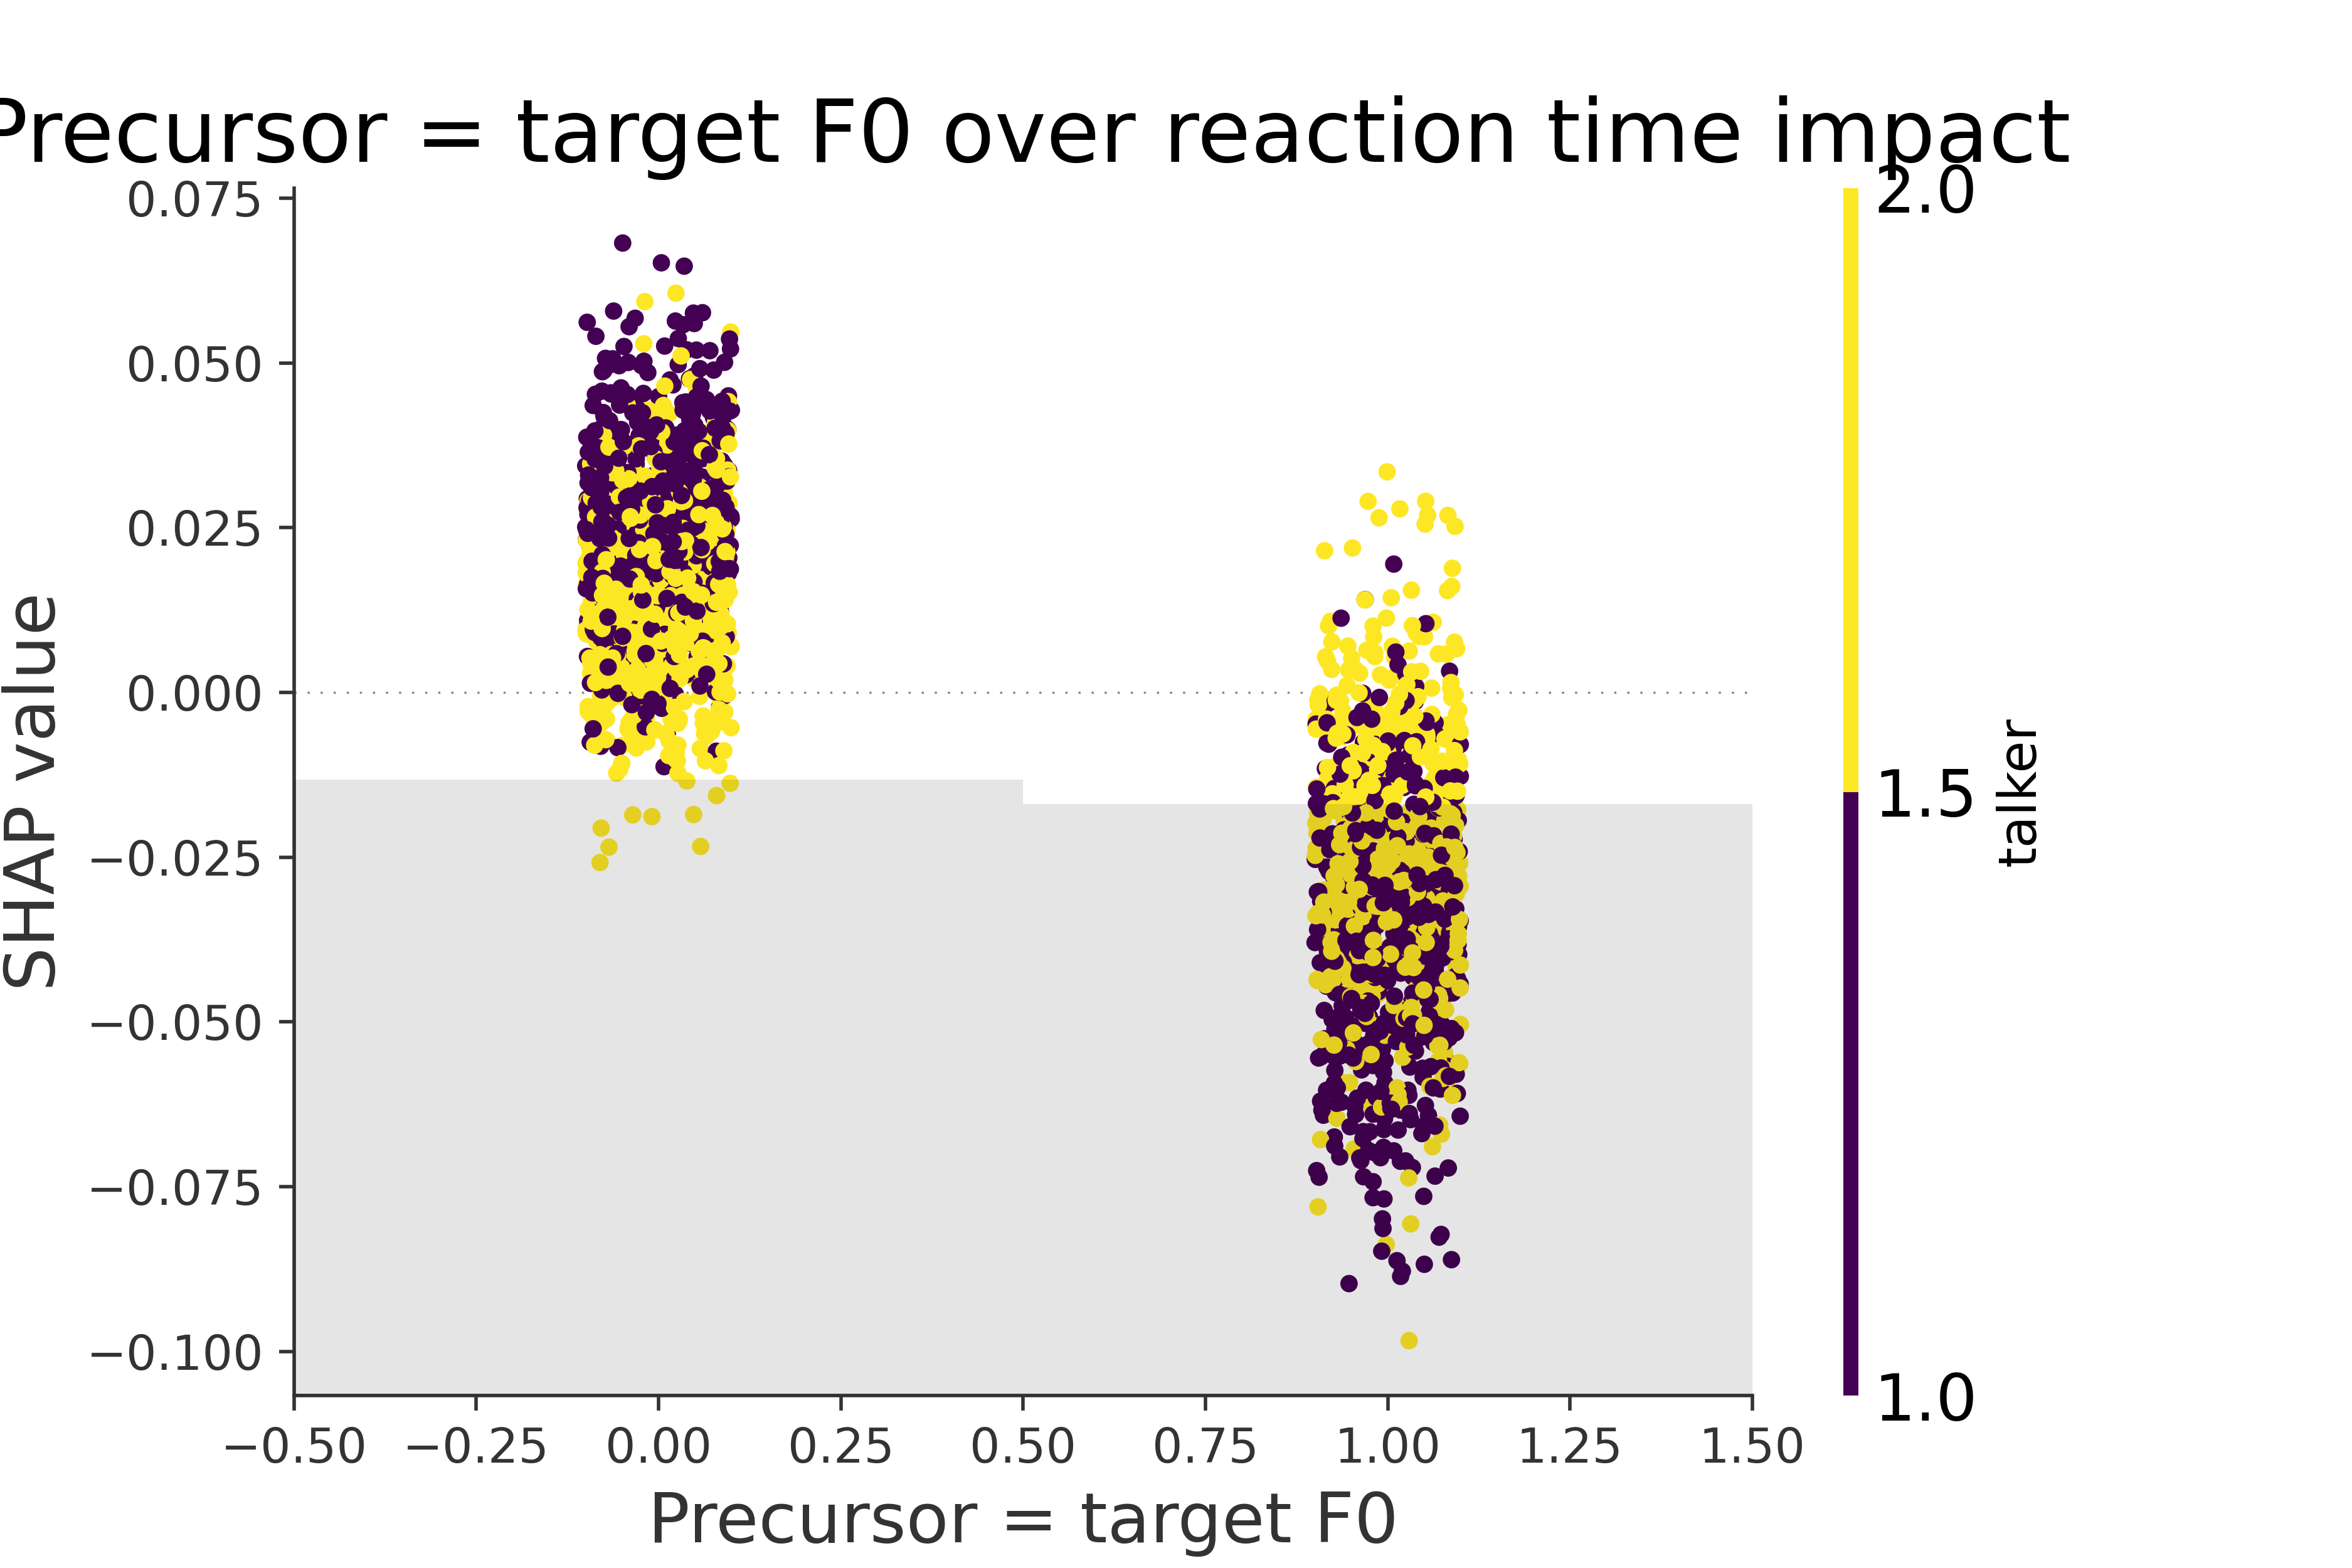 Precursor = target F0 over reaction time impact
0.075
0.050
0.025
0.000
−0.025
−0.050
−0.075
−0.100
SHAP value
−0.50 −0.25 0.00 0.25 0.50 0.75 1.00 1.25 1.50
Precursor = target F0
2.0
1.5
1.0
talker